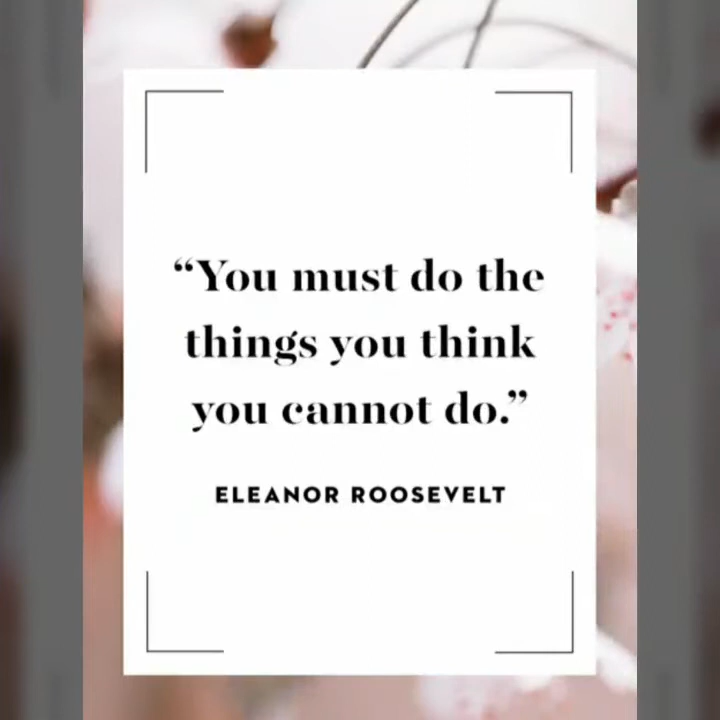 “You must do the
things you think
you cannot do.”
ELEANOR ROOSEVELT